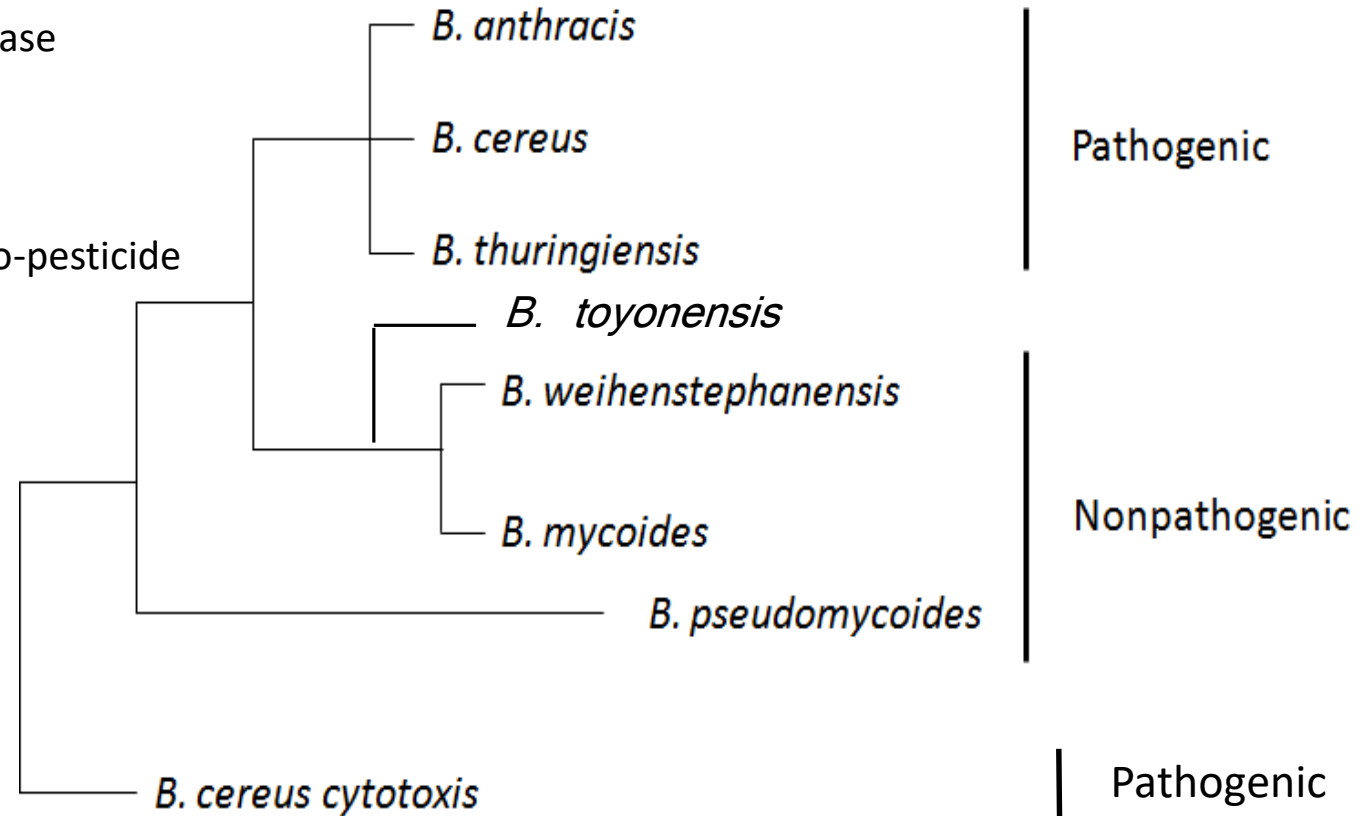 B. anthracis
ase
B. cereus
Pathogenic
B. thuringiensis
o-pesticide
B. toyonensis
B. weihenstephanensis
Nonpathogenic
B. mycoides
B. pseudomycoides
B. cereus cytotoxis
Pathogenic